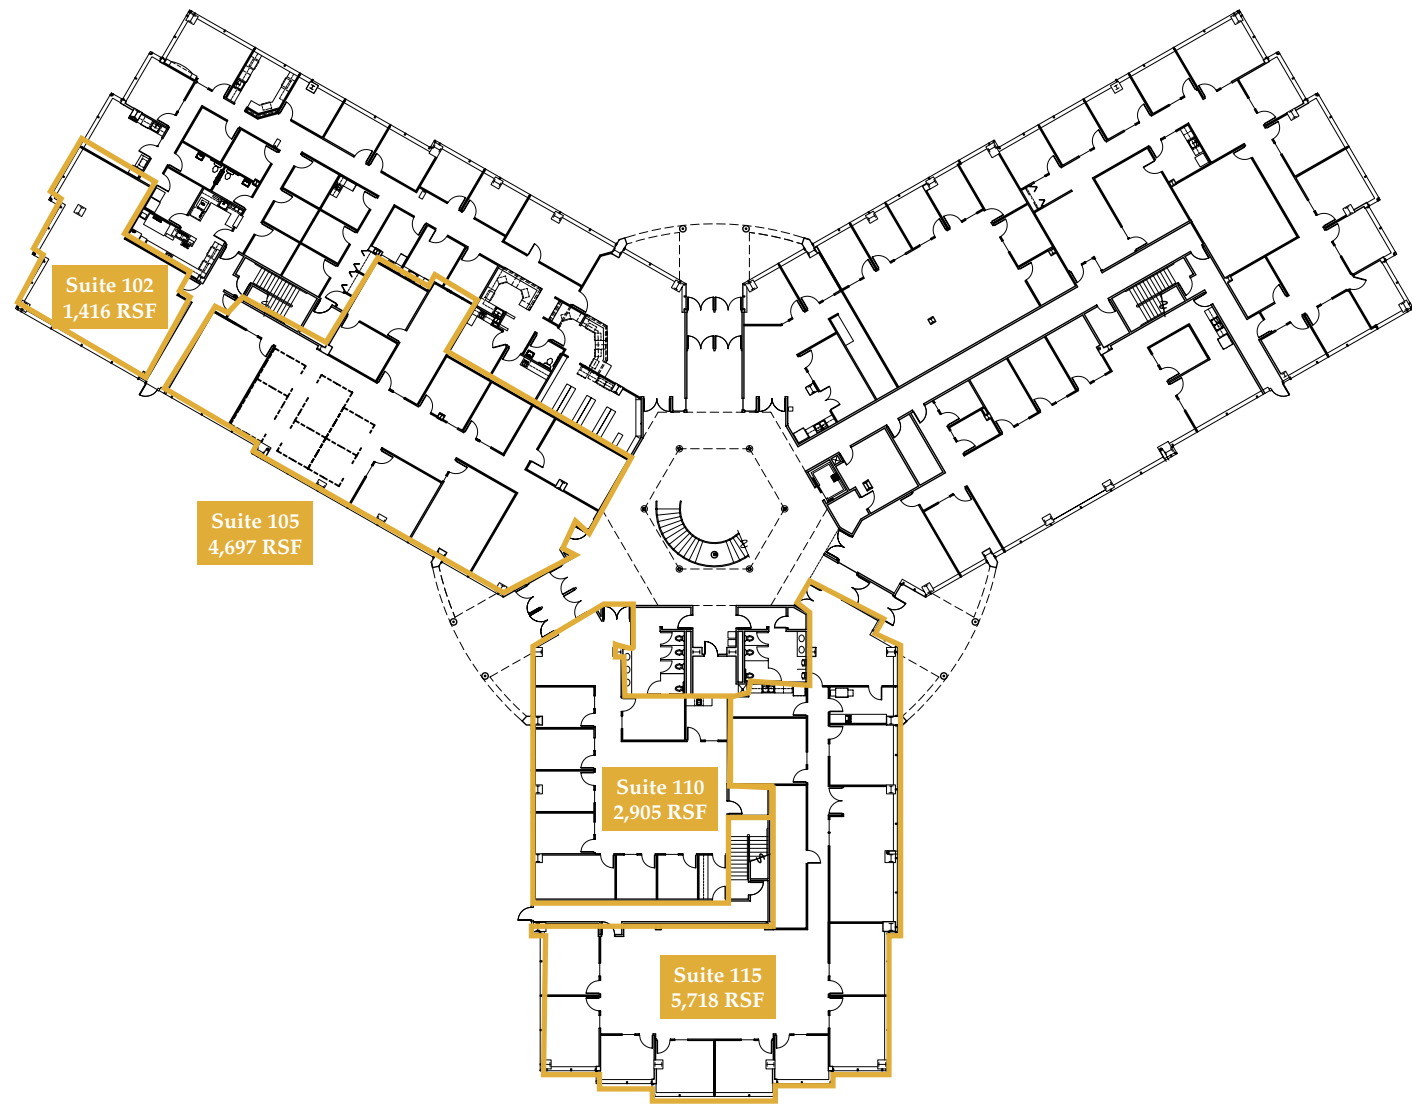 Suite 102
1,416 RSF
Suite 105
4,697 RSF
Suite 110
2,905 RSF
Suite 115
5,718 RSF